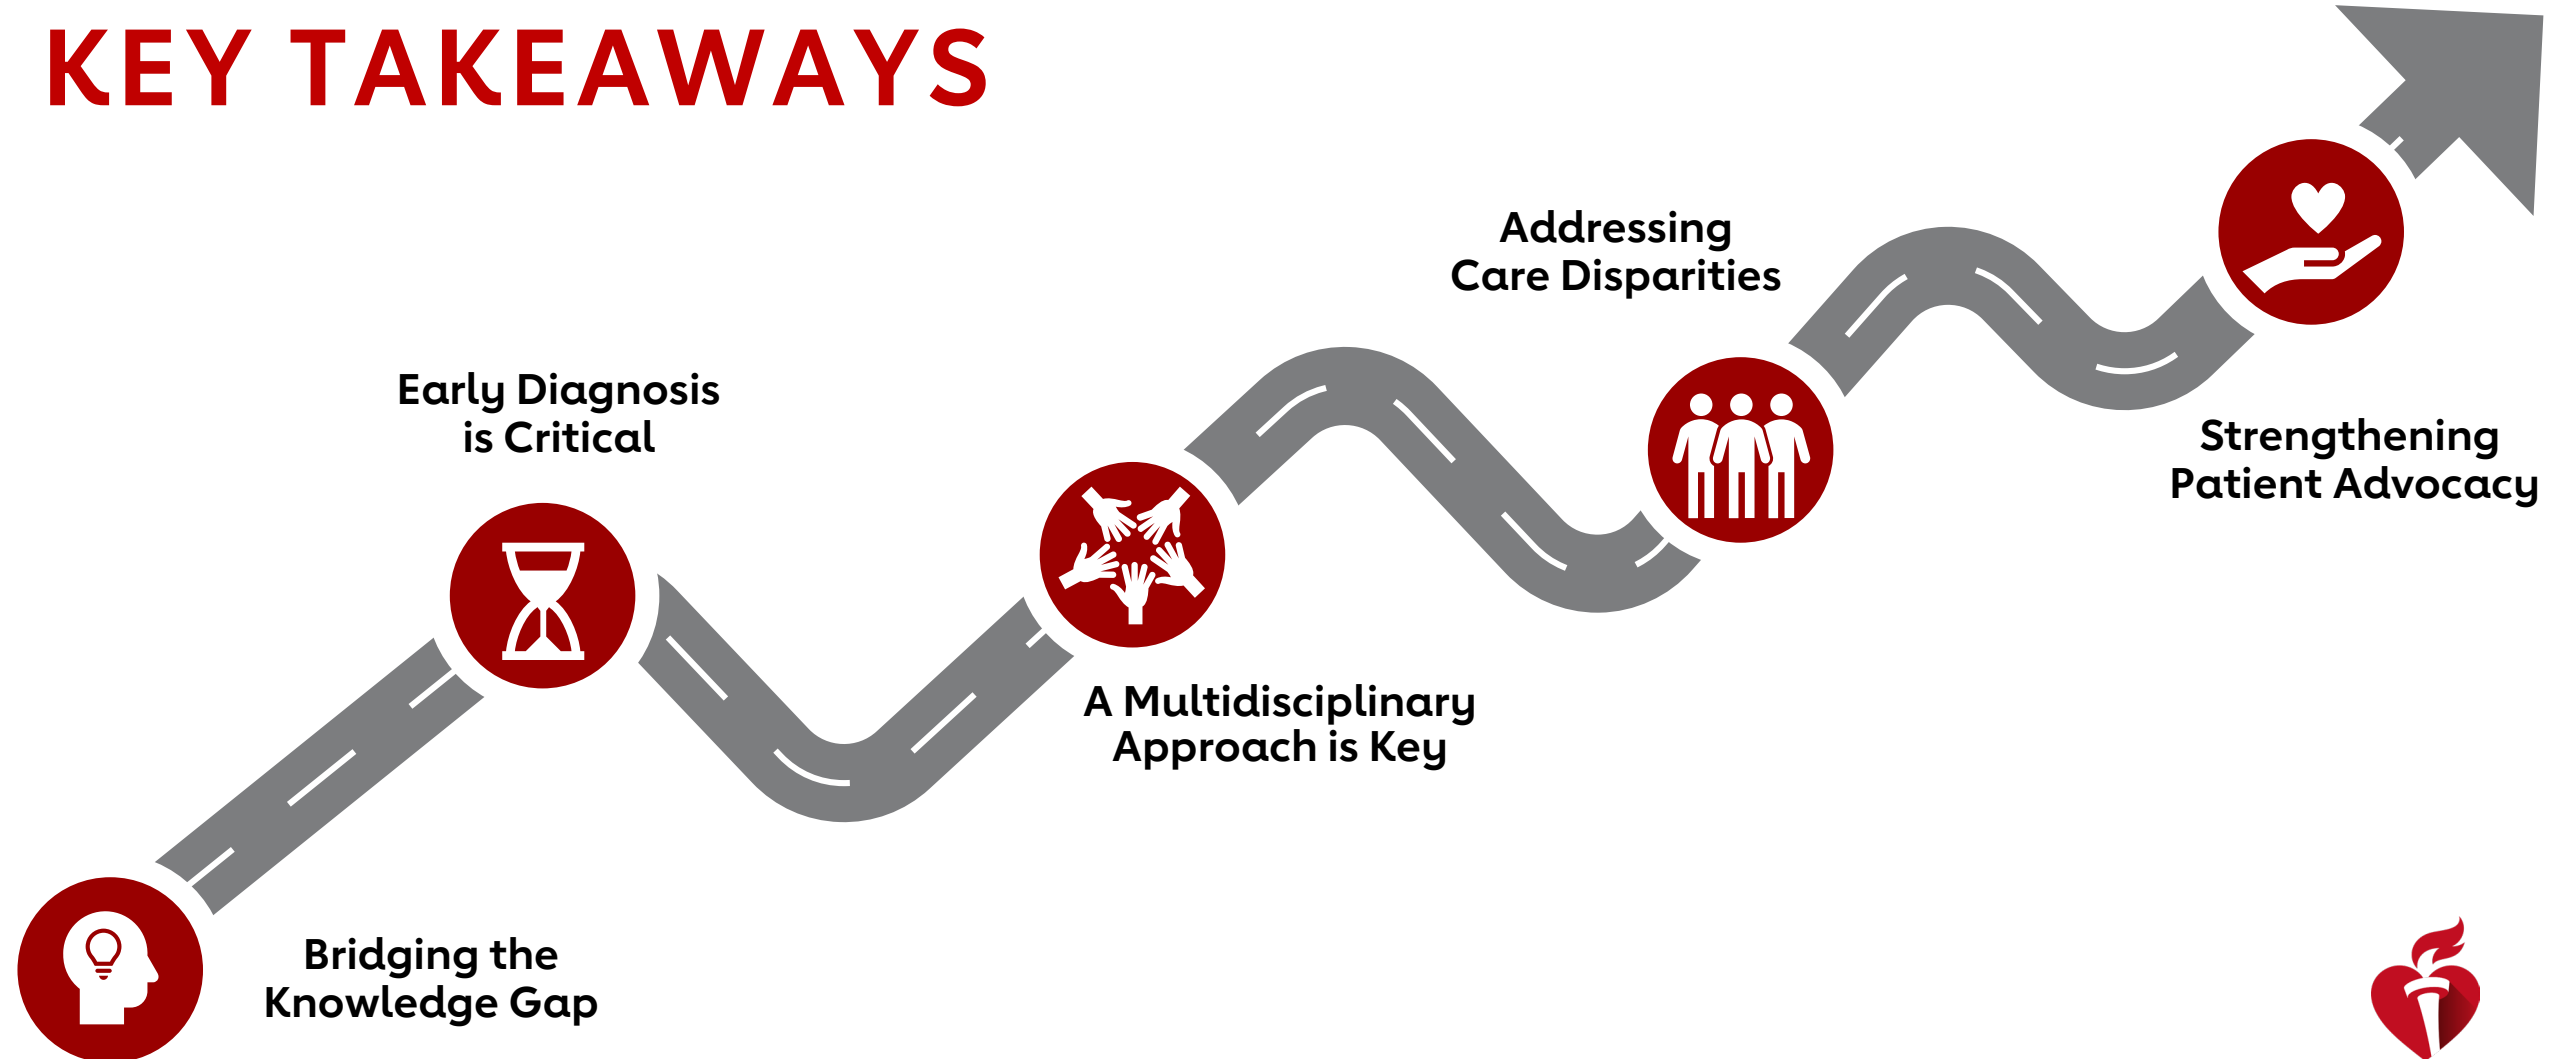 KEY TAKEAWAYS
Bridging the
Knowledge Gap
Early Diagnosis
is Critical
A Multidisciplinary
Approach is Key
Addressing
Care Disparities
Strengthening
Patient Advocacy